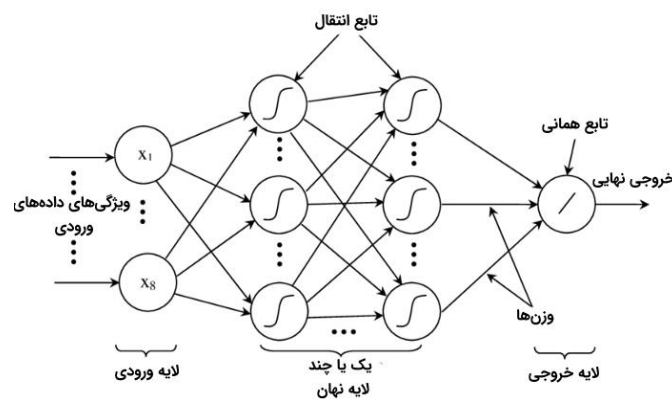 تابع انتقال
تابع همانی
خروجی نهایی
x1
ویژگی‌های داده‌های
ورودی
x8
وزن‌ها
لایه ورودی
یک یا چند
لایه نهان
لایه خروجی